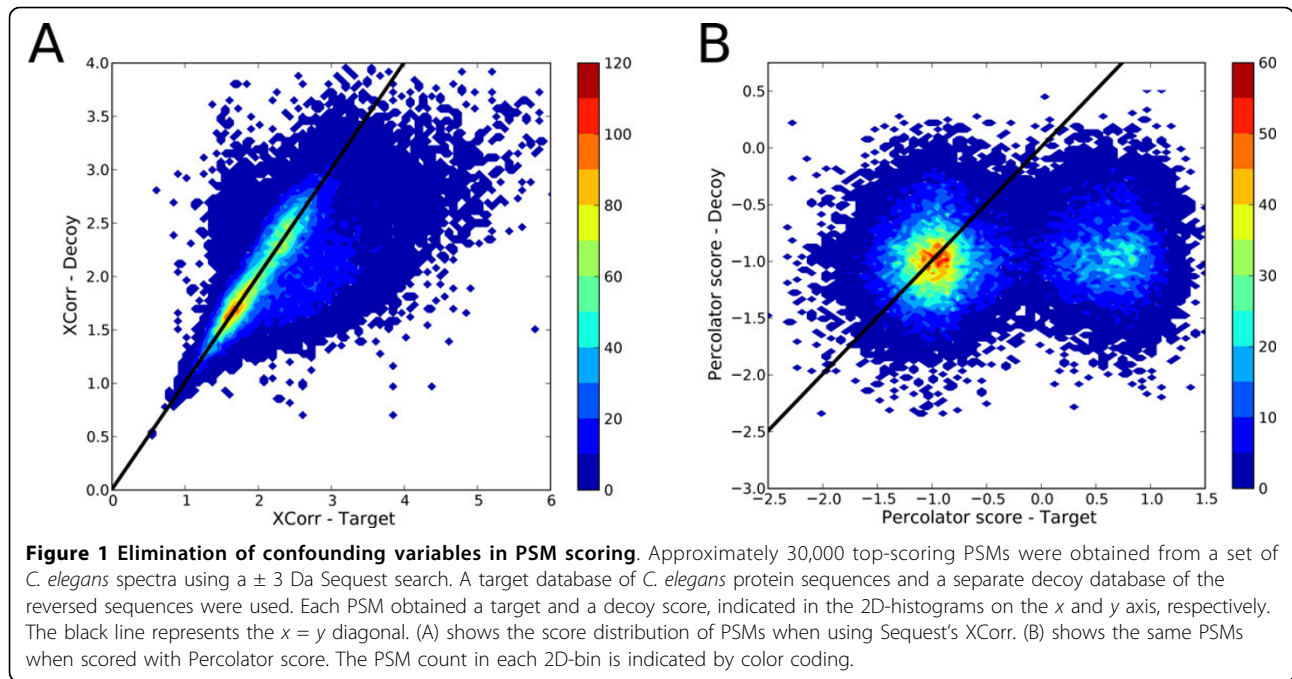 A
4.0
3.5
3.0
2.5
2.0
1.5
1.0
0.5
0.0
XCorr - Decoy
0 1 2 3 4 5 6
XCorr - Target
120
100
80
60
40
20
0
B
0.5
0.0
−0.5
−1.0
−1.5
−2.0
−2.5
−3.0
Percolator score - Decoy
−2.5 −2.0 −1.5 −1.0 −0.5 0.0 0.5 1.0 1.5
Percolator score - Target
60
50
40
30
20
10
0
Figure 1 Elimination of confounding variables in PSM scoring. Approximately 30,000 top-scoring PSMs were obtained from a set of
C. elegans spectra using a ± 3 Da Sequest search. A target database of C. elegans protein sequences and a separate decoy database of the
reversed sequences were used. Each PSM obtained a target and a decoy score, indicated in the 2D-histograms on the x and y axis, respectively.
The black line represents the x = y diagonal. (A) shows the score distribution of PSMs when using Sequest's XCorr. (B) shows the same PSMs
when scored with Percolator score. The PSM count in each 2D-bin is indicated by color coding.